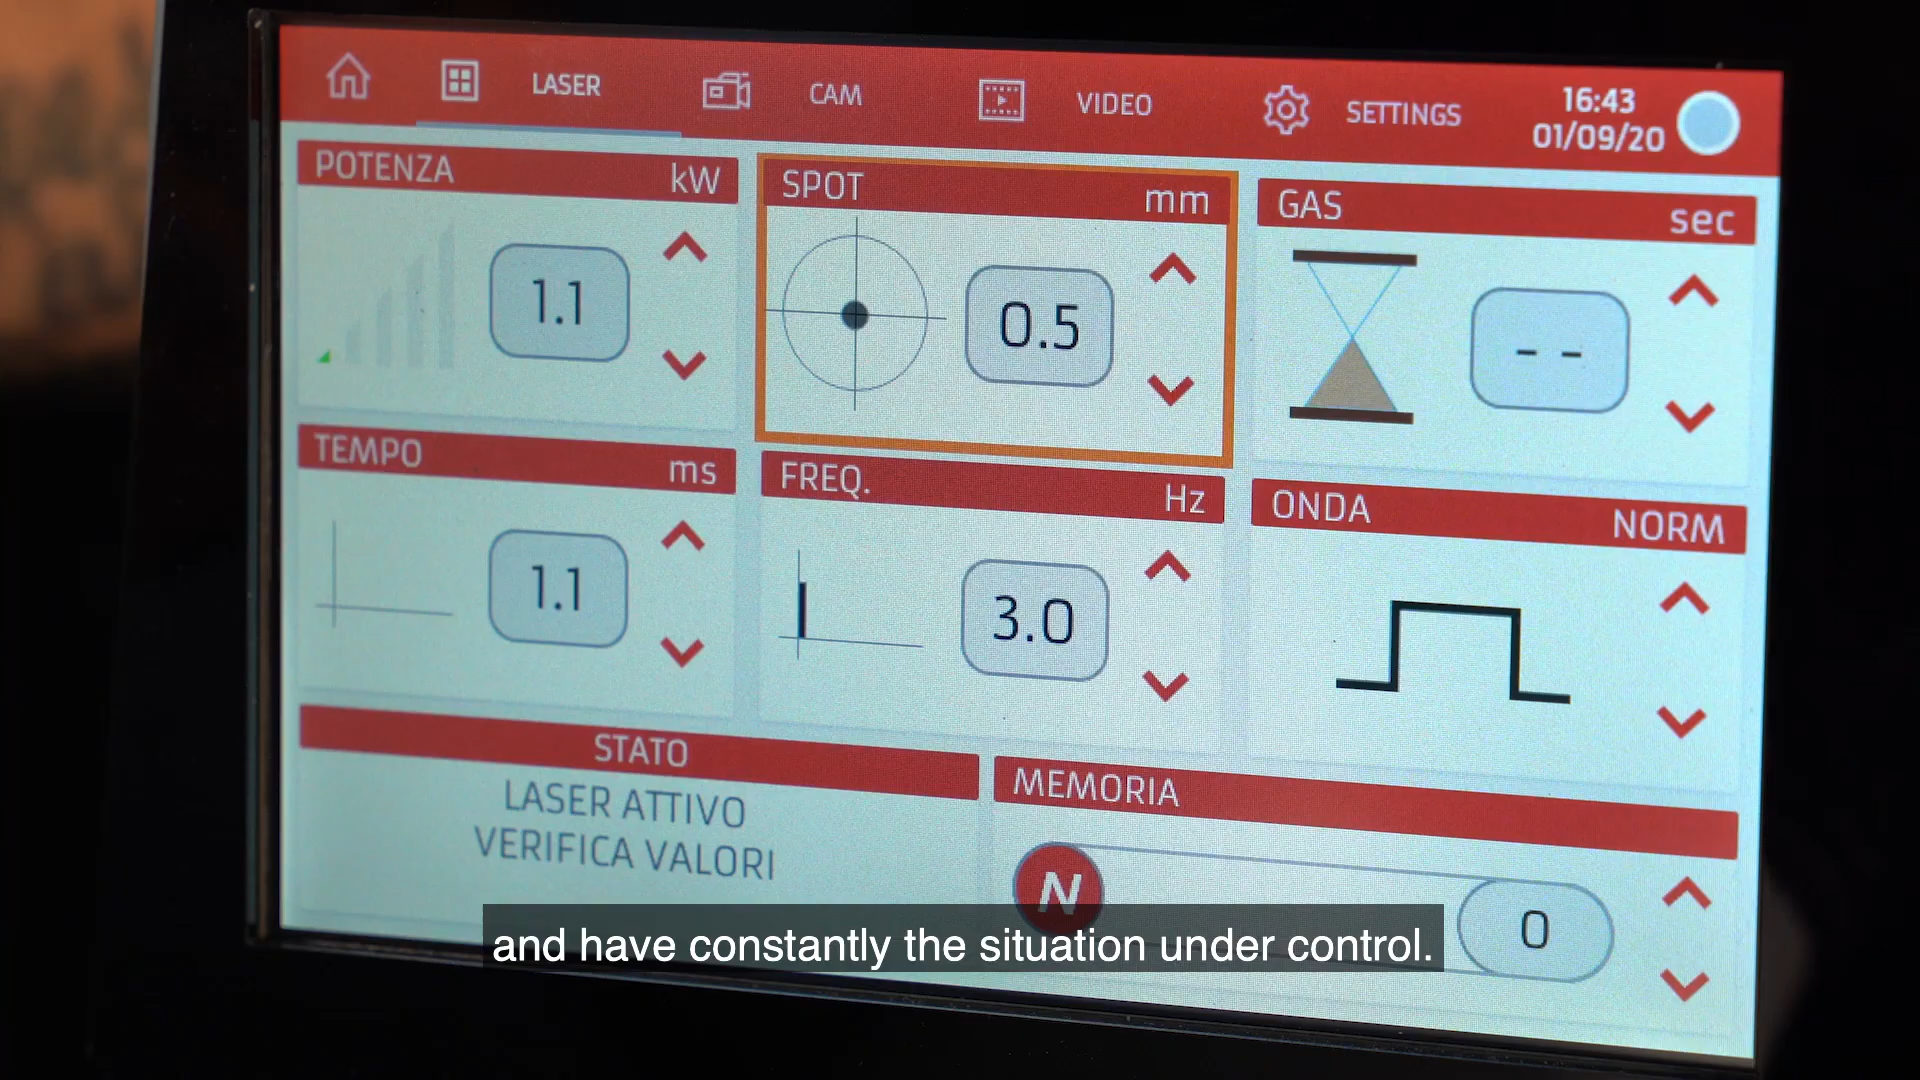 LASER
CAM
VIDEO
SETTINGS
16:43
01/09/20
POTENZA kW
1.1
SPOT mm
0.5
GAS sec
- -
TEMPO ms
1.1
FREQ. Hz
3.0
ONDA NORM
STATO
LASER ATTIVO
VERIFICA VALORI
MEMORIA
N
0
and have constantly the situation under control.